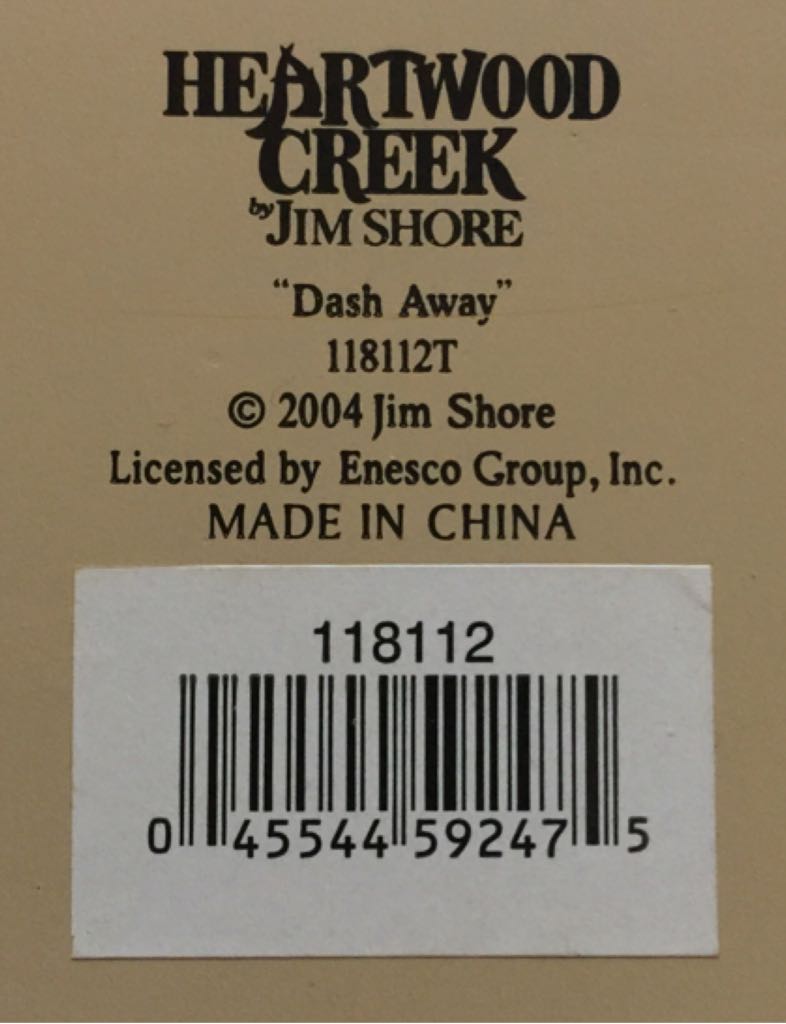 HEARTWOOD
CREEK
by JIM SHORE
“Dash Away”
118112T
© 2004 Jim Shore
Licensed by Enesco Group, Inc.
MADE IN CHINA
118112
0 45544 59247 5